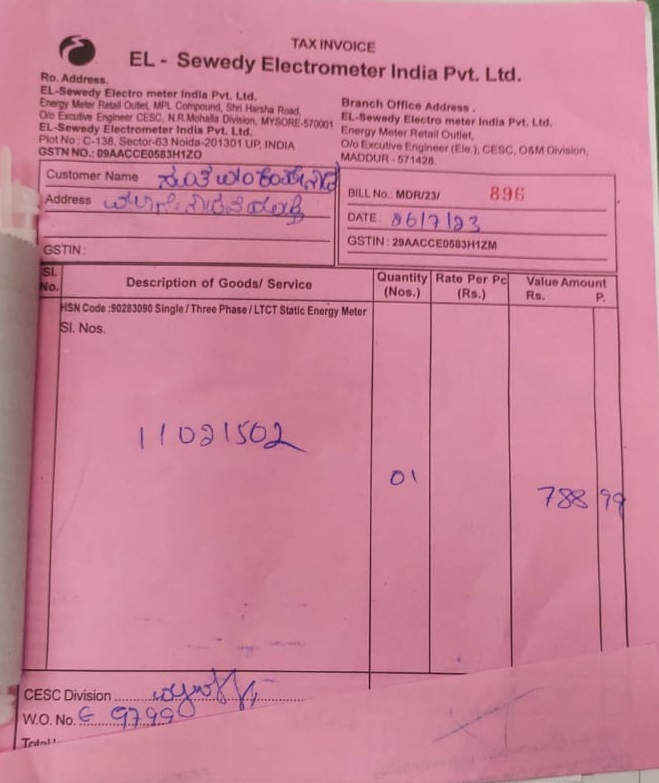 TAX INVOICE
EL - Sewedy Electrometer India Pvt. Ltd.
Ro. Address.
EL-Sewedy Electro meter India Pvt. Ltd.
Energy Meter Retail Outlet, MPL Compound, Shri Harsha Road,
O/o Excutive Engineer CESC, N.R.Mohalla Division, MYSORE-570001
EL-Sewedy Electrometer India Pvt. Ltd.
Plot No : C-138, Sector-63 Noida-201301 UP, INDIA
GSTN NO.: 09AACCE0583H1ZO
Branch Office Address .
EL-Sewedy Electro meter India Pvt. Ltd.
Energy Meter Retail Outlet,
O/o Excutive Engineer (Ele.), CESC, O&M Division,
MADDUR - 571428.
Customer Name
Address
GSTIN :
BILL No.: MDR/23/ 896
DATE : 26/7/23
GSTIN : 29AACCE0583H1ZM
Sl. No. Description of Goods/ Service Quantity (Nos.) Rate Per Pc (Rs.) Value Amount Rs. P.
HSN Code :90283090 Single / Three Phase / LTCT Static Energy Meter
Sl. Nos.
11021502
01
788 99
CESC Division
W.O. No. 9799
Total